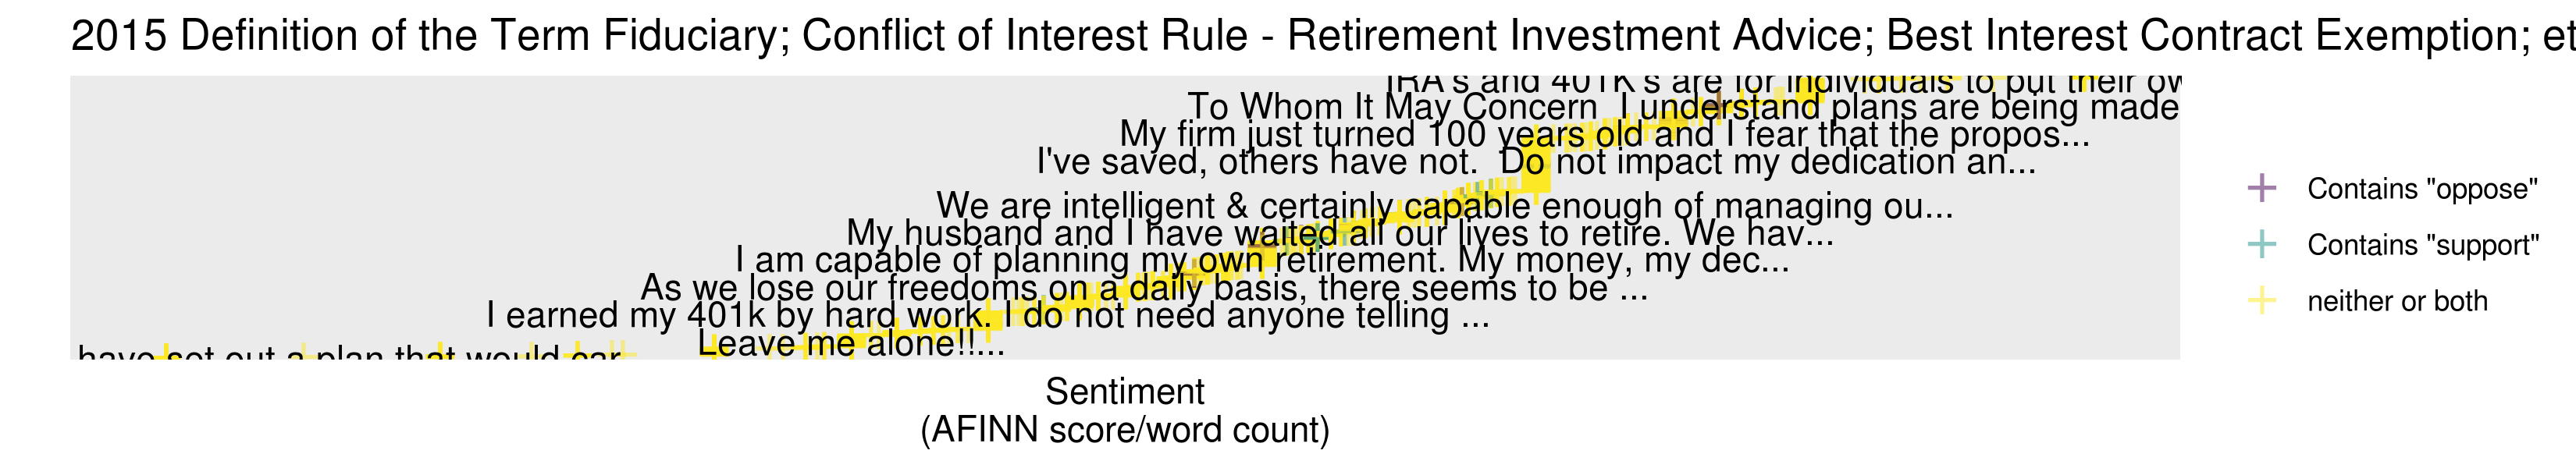 2015 Definition of the Term Fiduciary; Conflict of Interest Rule - Retirement Investment Advice; Best Interest Contract Exemption; et
IRA's and 401K's are for individuals to put their ow
To Whom It May Concern  I understand plans are being made
My firm just turned 100 years old and I fear that the propos...
I've saved, others have not.  Do not impact my dedication an...
We are intelligent & certainly capable enough of managing ou...
My husband and I have waited all our lives to retire. We hav...
I am capable of planning my own retirement. My money, my dec...
As we lose our freedoms on a daily basis, there seems to be ...
I earned my 401k by hard work. I do not need anyone telling ...
Leave me alone!!...
have set out a plan that would car
Sentiment
(AFINN score/word count)
Contains "oppose"
Contains "support"
neither or both